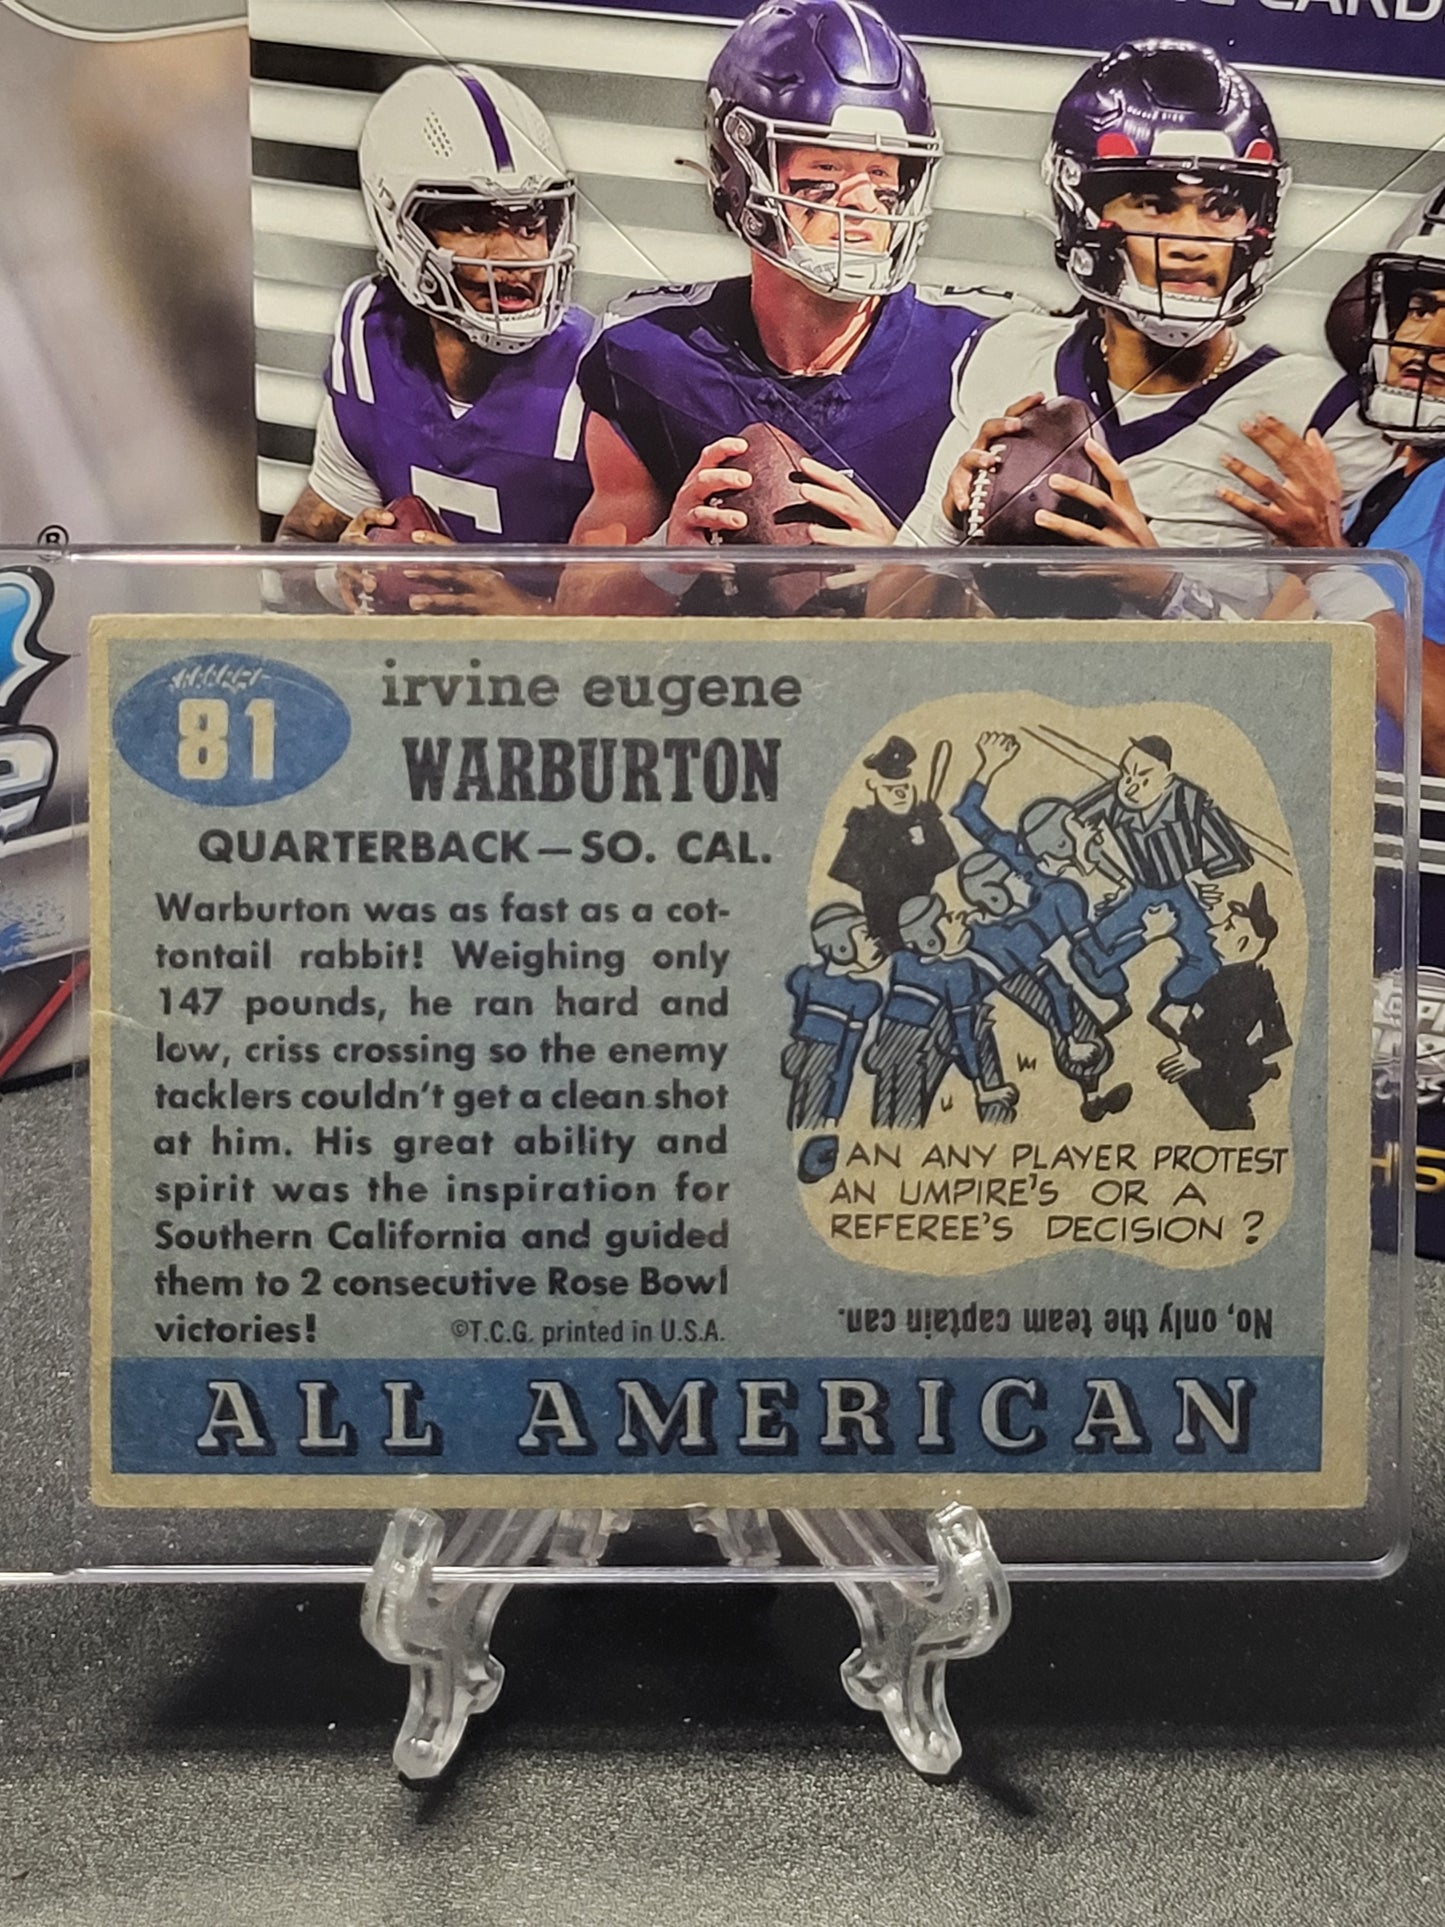 CARD
®
5
81
irvine eugene
WARBURTON
QUARTERBACK—SO. CAL.
Warburton was as fast as a cot-
tontail rabbit! Weighing only
147 pounds, he ran hard and
low, criss crossing so the enemy
tacklers couldn't get a clean shot
at him. His great ability and
spirit was the inspiration for
Southern California and guided
them to 2 consecutive Rose Bowl
victories!
©T.C.G. printed in U.S.A.
CAN ANY PLAYER PROTEST
AN UMPIRE'S OR A
REFEREE'S DECISION?
No, only the team captain can.
ALL AMERICAN